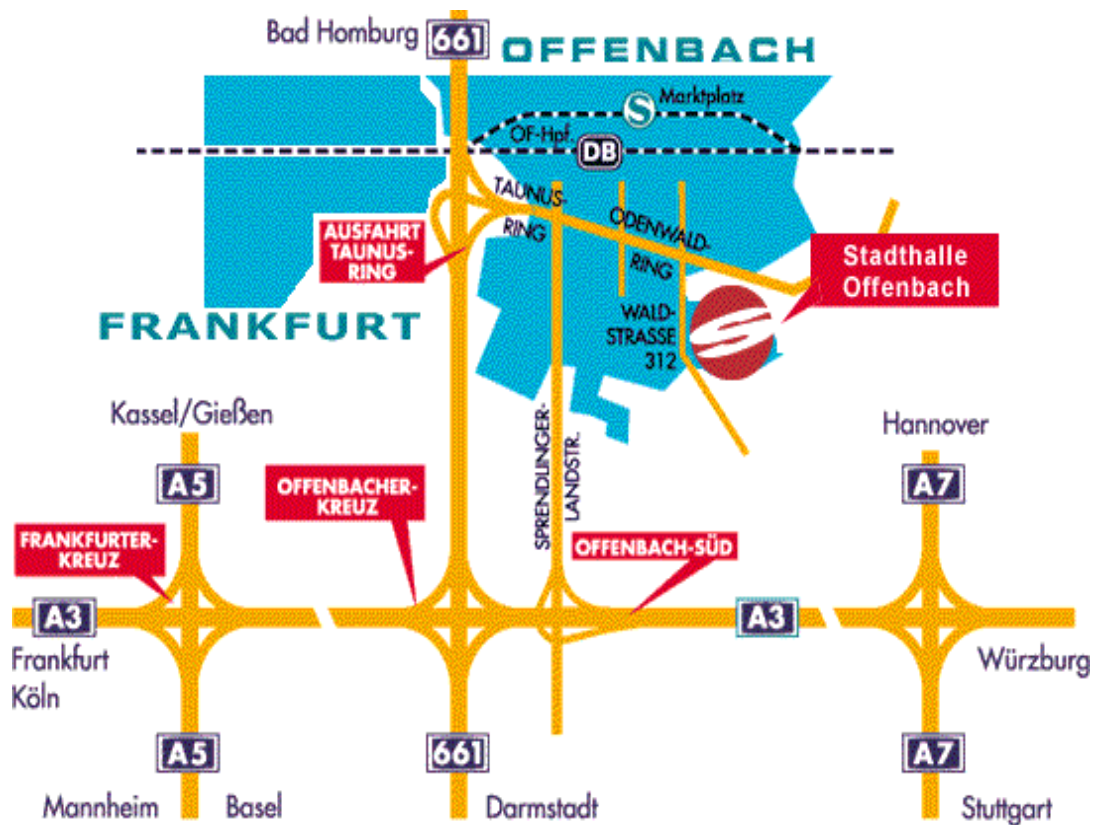 Bad Homburg
661
OFFENBACH
S
Marktplatz
OF-Hpf.
DB
TAUNUS-
RING
ODENWALD-
RING
AUSFAHRT
TAUNUS-
RING
Stadthalle
Offenbach
FRANKFURT
WALD-
STRASSE
312
Kassel/Gießen
Hannover
A5
OFFENBACHER-
KREUZ
SPRENDLINGER-
LANDSTR.
A7
FRANKFURTER-
KREUZ
OFFENBACH-SÜD
A3
A3
Frankfurt
Köln
Würzburg
A5
661
A7
Mannheim
Basel
Darmstadt
Stuttgart